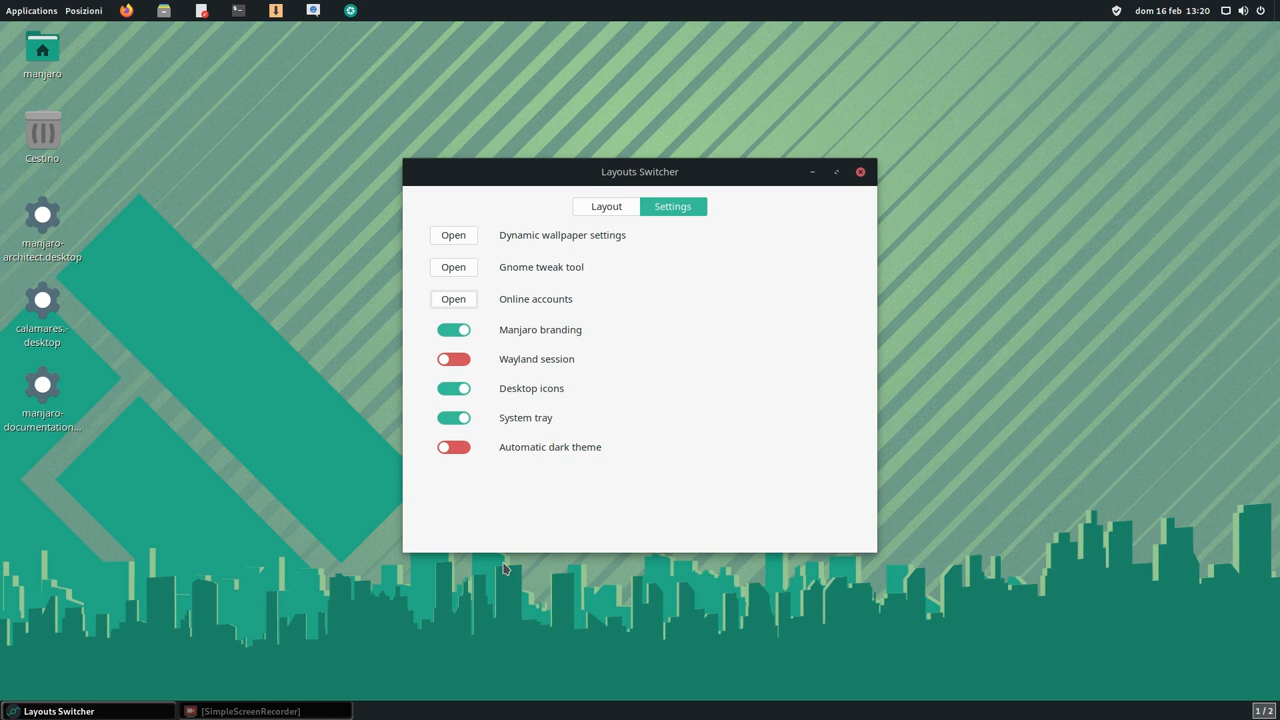 Applications Posizioni
dom 16 feb 13:20
manjaro
Cestino
manjaro-
architect.desktop
calamares.-
desktop
manjaro-
documentation...
Layouts Switcher
Layout Settings
Open Dynamic wallpaper settings
Open Gnome tweak tool
Open Online accounts
Manjaro branding
Wayland session
Desktop icons
System tray
Automatic dark theme
Layouts Switcher
[SimpleScreenRecorder]
1 / 2